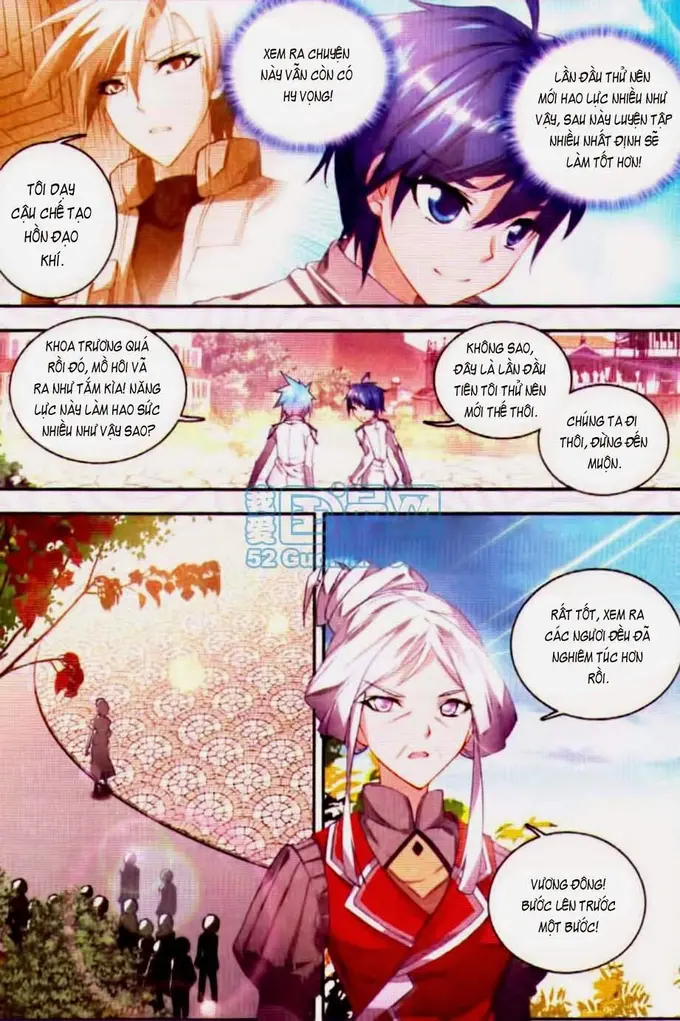 XEM RA CHUYỆN
NÀY VẪN CÒN CÓ
HY VỌNG!
LẦN ĐẦU THỬ NÊN
MỚI HAO LỰC NHIỀU NHƯ
VẬY, SAU NÀY LUYỆN TẬP
NHIỀU NHẤT ĐỊNH SẼ
LÀM TỐT HƠN!
TÔI DẠY
CẬU CHẾ TẠO
HỒN ĐẠO
KHÍ.
KHOA TRƯƠNG QUÁ
RỒI ĐÓ, MỒ HÔI VÃ
RA NHƯ TẮM KÌA! NĂNG
LỰC NÀY LÀM HAO SỨC
NHIỀU NHƯ VẬY SAO?
KHÔNG SAO,
ĐÂY LÀ LẦN ĐẦU
TIÊN TÔI THỬ NÊN
MỚI THẾ THÔI.
CHÚNG TA ĐI
THÔI, ĐỪNG ĐẾN
MUỘN.
我爱
52
RẤT TỐT, XEM RA
CÁC NGƯƠI ĐỀU ĐÃ
NGHIÊM TÚC HƠN
RỒI.
VƯƠNG ĐÔNG!
BƯỚC LÊN TRƯỚC
MỘT BƯỚC!